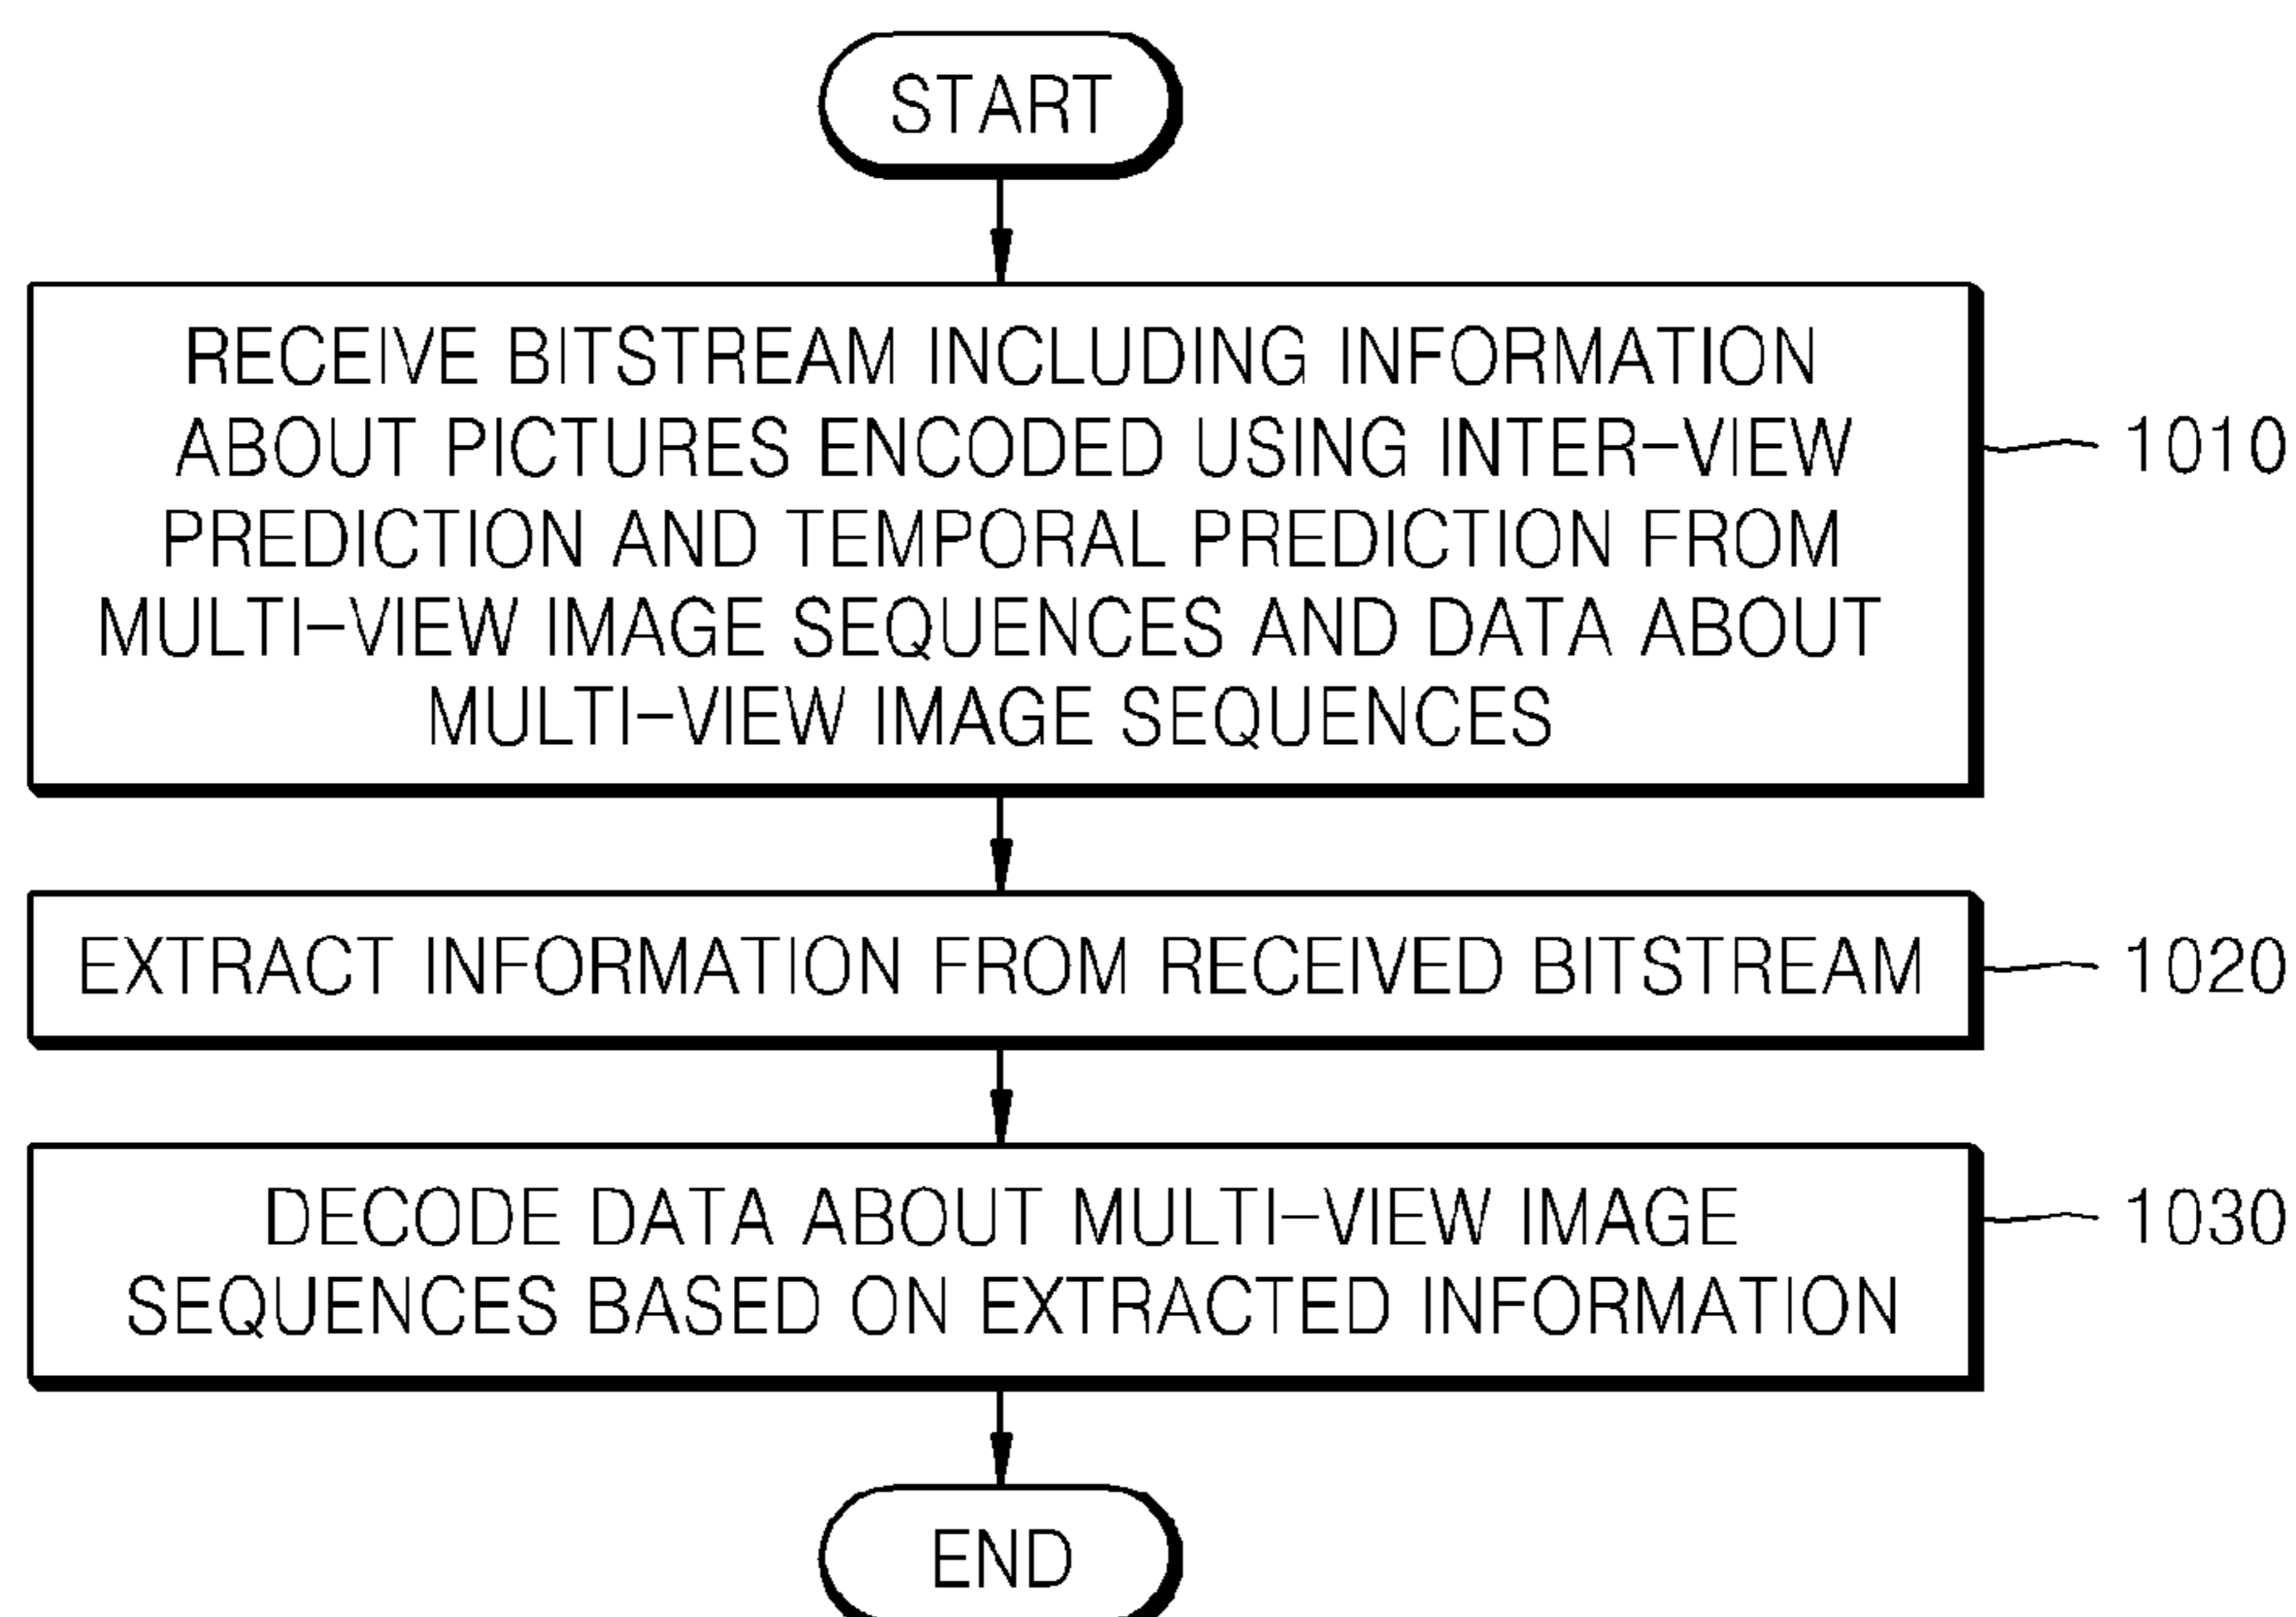 START
RECEIVE BITSTREAM INCLUDING INFORMATION
ABOUT PICTURES ENCODED USING INTER-VIEW
PREDICTION AND TEMPORAL PREDICTION FROM
MULTI-VIEW IMAGE SEQUENCES AND DATA ABOUT
MULTI-VIEW IMAGE SEQUENCES
1010
EXTRACT INFORMATION FROM RECEIVED BITSTREAM
1020
DECODE DATA ABOUT MULTI-VIEW IMAGE
SEQUENCES BASED ON EXTRACTED INFORMATION
1030
END